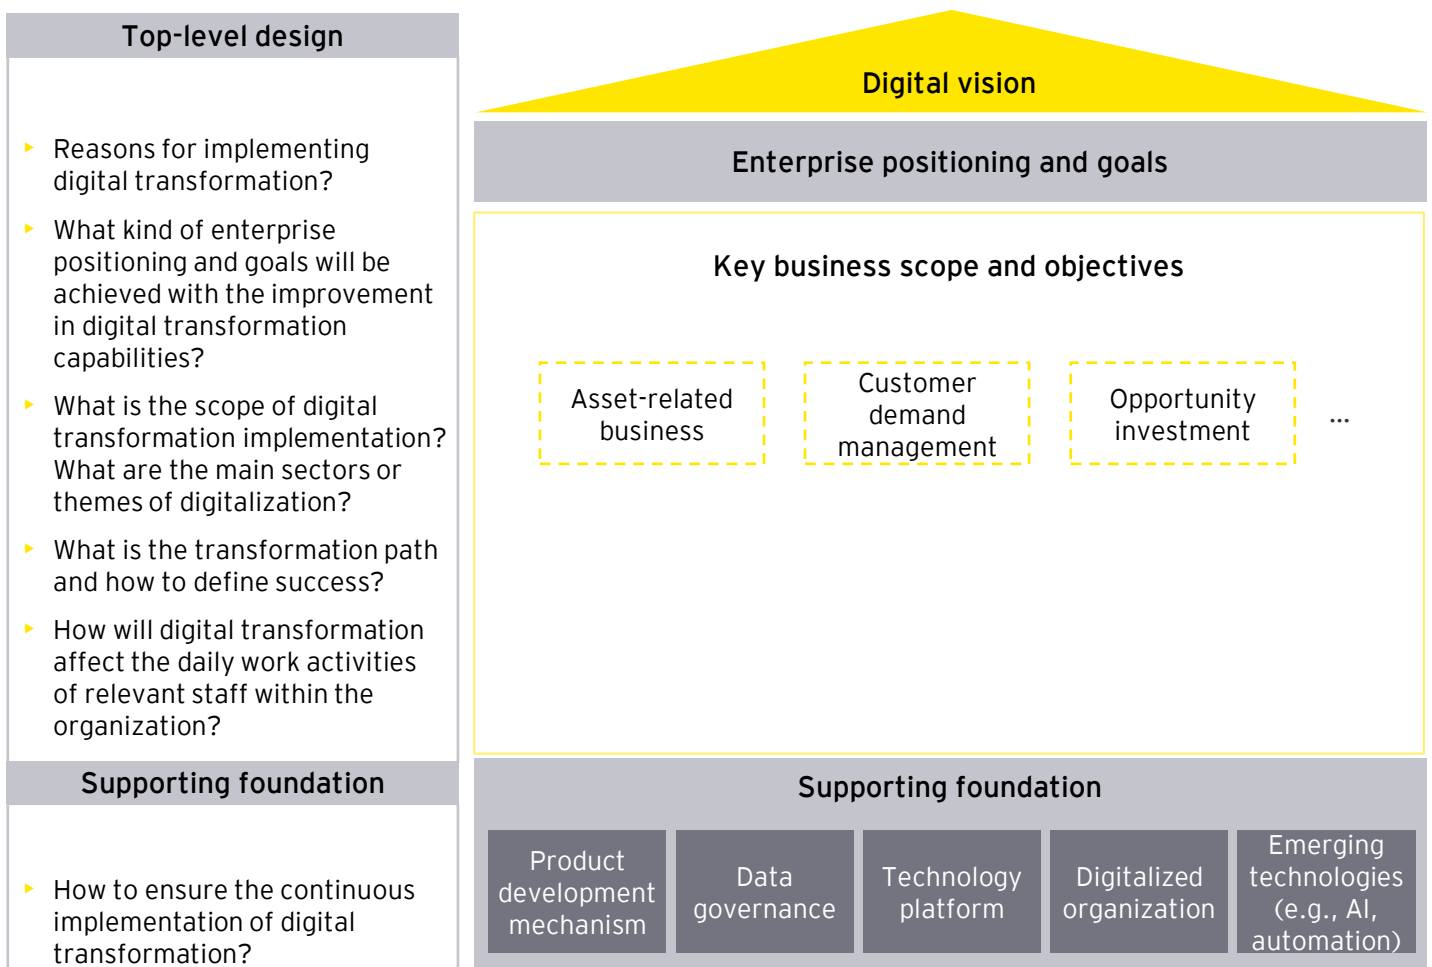 Top-level design
▸ Reasons for implementing
digital transformation?
▸ What kind of enterprise
positioning and goals will be
achieved with the improvement
in digital transformation
capabilities?
▸ What is the scope of digital
transformation implementation?
What are the main sectors or
themes of digitalization?
▸ What is the transformation path
and how to define success?
▸ How will digital transformation
affect the daily work activities
of relevant staff within the
organization?
Supporting foundation
▸ How to ensure the continuous
implementation of digital
transformation?
Digital vision
Enterprise positioning and goals
Key business scope and objectives
Asset-related
business
Customer
demand
management
Opportunity
investment
...
Supporting foundation
Product
development
mechanism
Data
governance
Technology
platform
Digitalized
organization
Emerging
technologies
(e.g., AI,
automation)